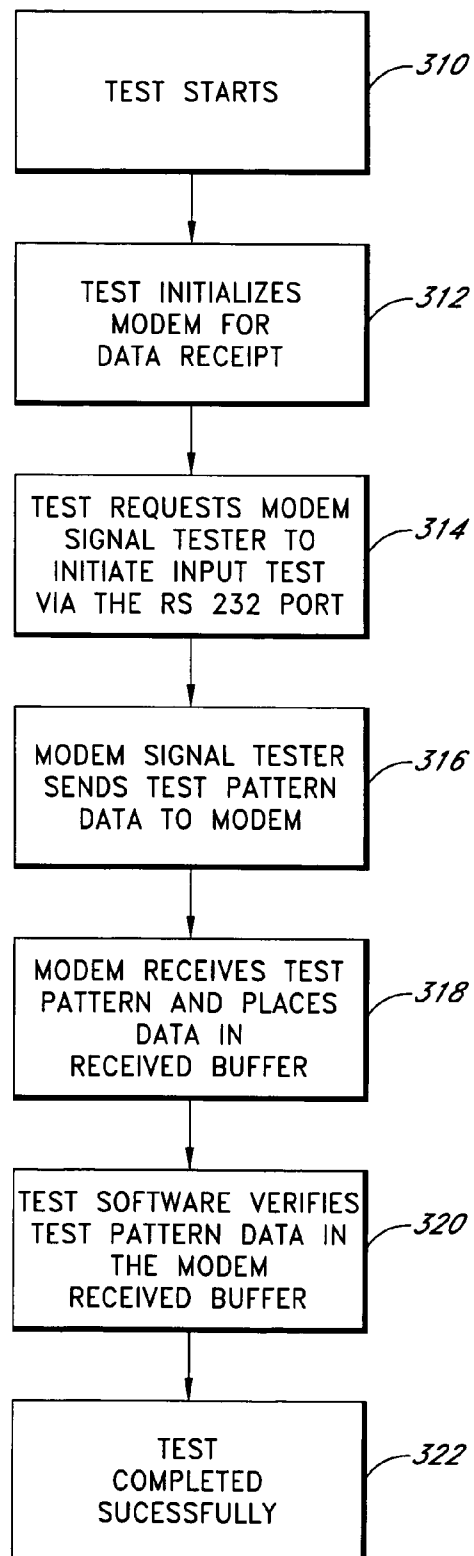 TEST STARTS
310
TEST INITIALIZES
MODEM FOR
DATA RECEIPT
312
TEST REQUESTS MODEM
SIGNAL TESTER TO
INITIATE INPUT TEST
VIA THE RS 232 PORT
314
MODEM SIGNAL TESTER
SENDS TEST PATTERN
DATA TO MODEM
316
MODEM RECEIVES TEST
PATTERN AND PLACES
DATA IN
RECEIVED BUFFER
318
TEST SOFTWARE VERIFIES
TEST PATTERN DATA IN
THE MODEM
RECEIVED BUFFER
320
TEST
COMPLETED
SUCESSFULLY
322